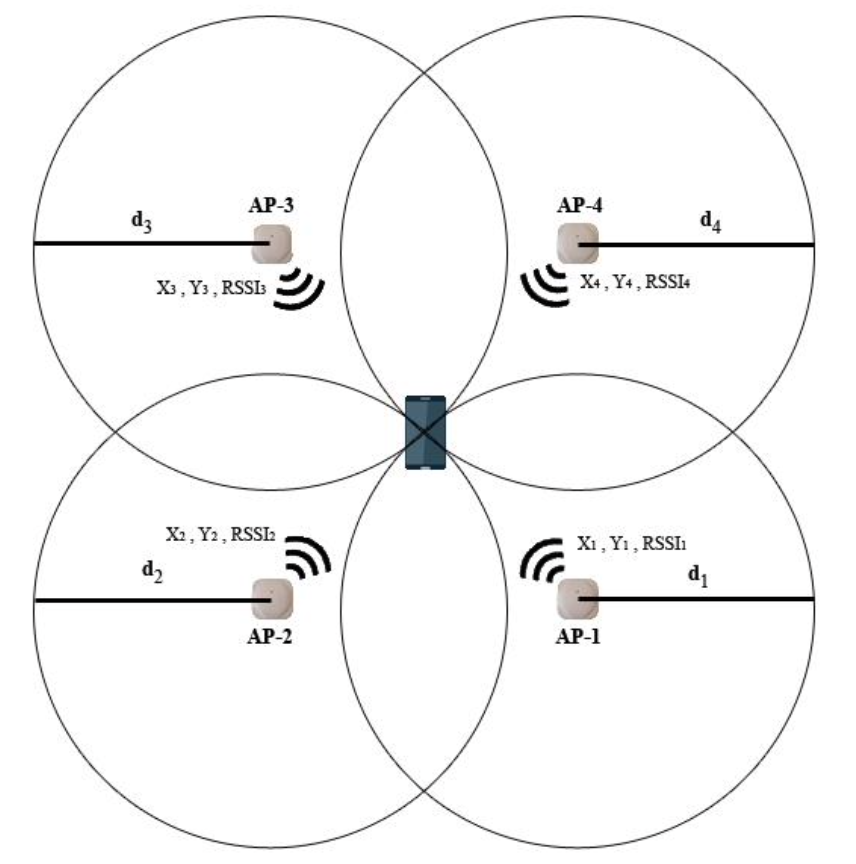 AP-3
AP-4
d3
d4
X3 , Y3 , RSSI3
X4 , Y4 , RSSI4
X2 , Y2 , RSSI2
X1 , Y1 , RSSI1
d2
d1
AP-2
AP-1